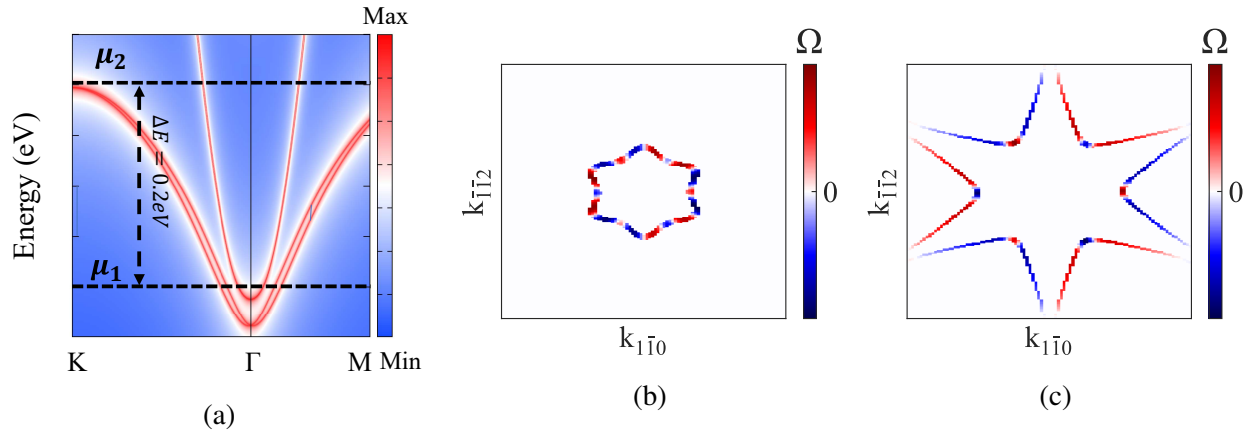 Max
μ₂
ΔE = 0.2eV
Energy (eV)
μ₁
K Γ M
Min
(a)
Ω
0
k₁̅₁̅₂
k₁₁̅₀
(b)
Ω
0
k₁̅₁̅₂
k₁₁̅₀
(c)